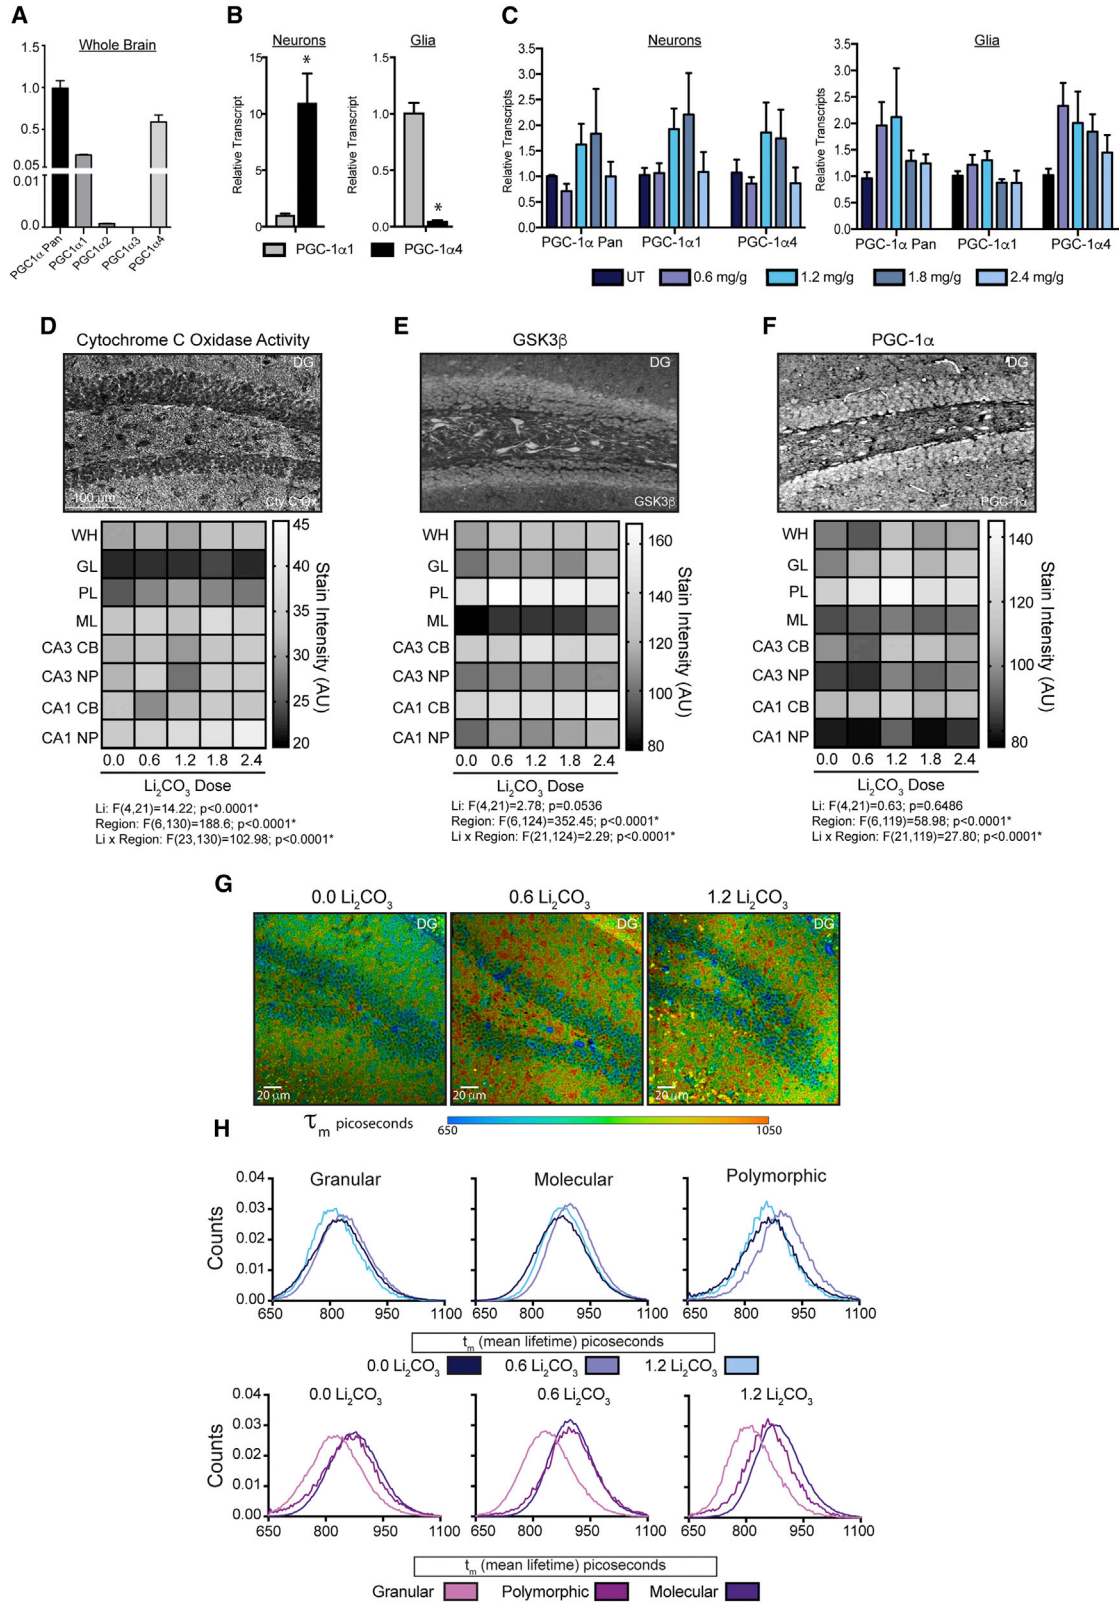 A
Whole Brain
1.5
1.0
0.5
0.05
0.01
0.0
PGC1α Pan
PGC1α1
PGC1α2
PGC1α3
PGC1α4
B
Neurons
Glia
Relative Transcript
15
10
5
0
*
Relative Transcript
1.5
1.0
0.5
0.0
*
PGC-1α1
PGC-1α4
C
Neurons
Glia
Relative Transcripts
3.5
3.0
2.5
2.0
1.5
1.0
0.5
0.0
PGC-1α Pan
PGC-1α1
PGC-1α4
Relative Transcripts
3.5
3.0
2.5
2.0
1.5
1.0
0.5
0.0
PGC-1α Pan
PGC-1α1
PGC-1α4
UT
0.6 mg/g
1.2 mg/g
1.8 mg/g
2.4 mg/g
D
Cytochrome C Oxidase Activity
DG
100 μm
Cty C Ox
WH
GL
PL
ML
CA3 CB
CA3 NP
CA1 CB
CA1 NP
0.0 0.6 1.2 1.8 2.4
45
40
35
30
25
20
Stain Intensity (AU)
Li2CO3 Dose
Li: F(4,21)=14.22; p<0.0001*
Region: F(6,130)=188.6; p<0.0001*
Li x Region: F(23,130)=102.98; p<0.0001*
E
GSK3β
DG
GSK3β
WH
GL
PL
ML
CA3 CB
CA3 NP
CA1 CB
CA1 NP
0.0 0.6 1.2 1.8 2.4
160
140
120
100
80
Stain Intensity (AU)
Li2CO3 Dose
Li: F(4,21)=2.78; p=0.0536
Region: F(6,124)=352.45; p<0.0001*
Li x Region: F(21,124)=2.29; p<0.0001*
F
PGC-1α
DG
PGC-1α
WH
GL
PL
ML
CA3 CB
CA3 NP
CA1 CB
CA1 NP
0.0 0.6 1.2 1.8 2.4
140
120
100
80
Stain Intensity (AU)
Li2CO3 Dose
Li: F(4,21)=0.63; p=0.6486
Region: F(6,119)=58.98; p<0.0001*
Li x Region: F(21,119)=27.80; p<0.0001*
G
0.0 Li2CO3
0.6 Li2CO3
1.2 Li2CO3
DG
DG
DG
20 μm
20 μm
20 μm
τm picoseconds
650
1050
H
Granular
Molecular
Polymorphic
Counts
0.04
0.03
0.02
0.01
0.00
650 800 950 1100
650 800 950 1100
650 800 950 1100
tm (mean lifetime) picoseconds
0.0 Li2CO3
0.6 Li2CO3
1.2 Li2CO3
0.0 Li2CO3
0.6 Li2CO3
1.2 Li2CO3
Counts
0.04
0.03
0.02
0.01
0.00
650 800 950 1100
650 800 950 1100
650 800 950 1100
tm (mean lifetime) picoseconds
Granular
Polymorphic
Molecular